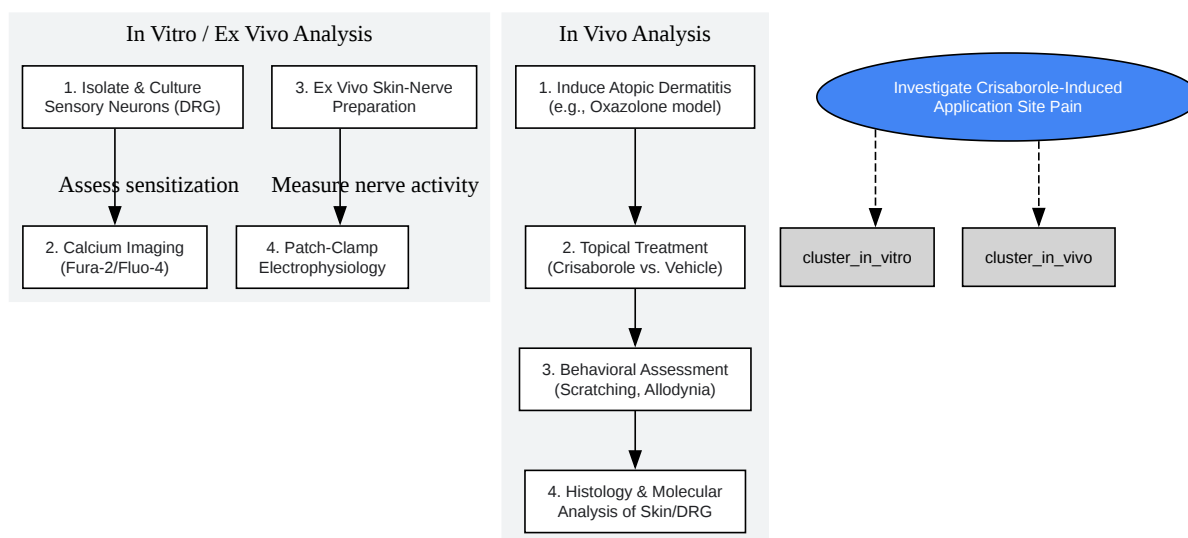 In Vitro / Ex Vivo Analysis
1. Isolate & Culture
Sensory Neurons (DRG)
3. Ex Vivo Skin-Nerve
Preparation
Assess sensitization
Measure nerve activity
2. Calcium Imaging
(Fura-2/Fluo-4)
4. Patch-Clamp
Electrophysiology
In Vivo Analysis
1. Induce Atopic Dermatitis
(e.g., Oxazolone model)
2. Topical Treatment
(Crisaborole vs. Vehicle)
3. Behavioral Assessment
(Scratching, Allodynia)
4. Histology & Molecular
Analysis of Skin/DRG
Investigate Crisaborole-Induced
Application Site Pain
cluster_in_vitro
cluster_in_vivo